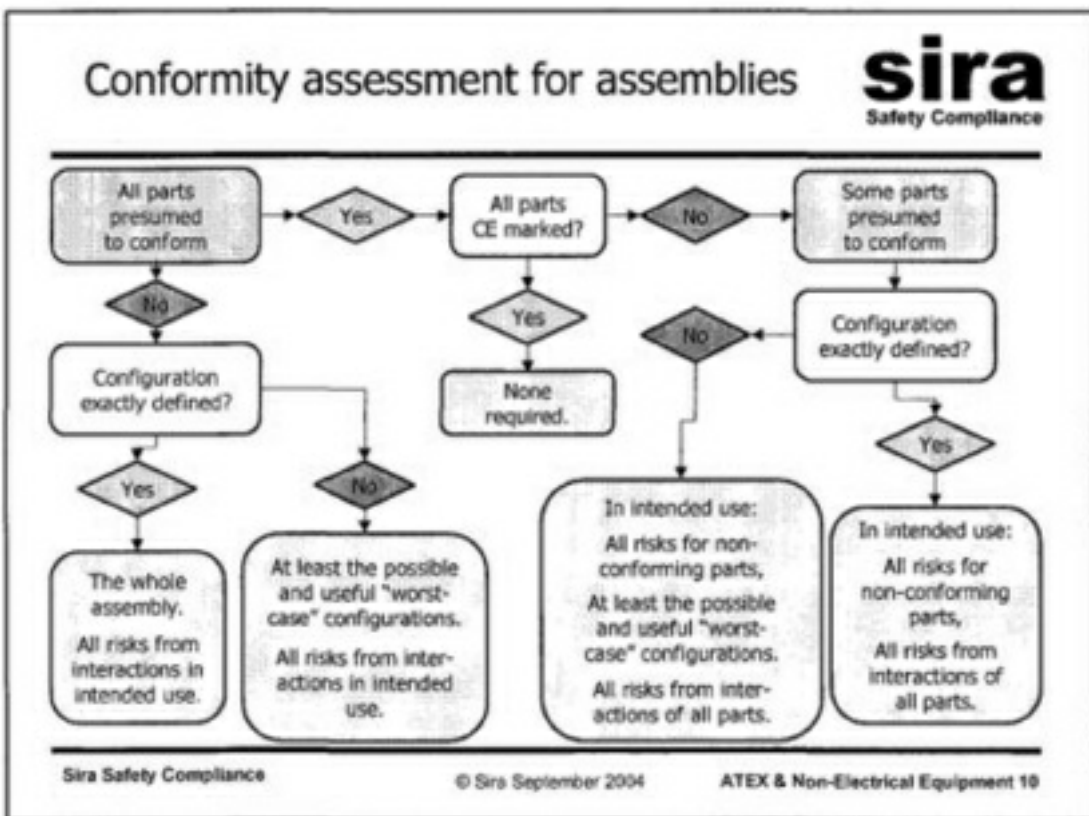 Conformity assessment for assemblies
sira
Safety Compliance
All parts
presumed
to conform
Yes
All parts
CE marked?
No
Some parts
presumed
to conform
No
Yes
No
Configuration
exactly defined?
Configuration
exactly defined?
None
required.
Yes
No
Yes
The whole
assembly.
All risks from
interactions in
intended use.
At least the possible
and useful "worst-
case" configurations.
All risks from inter-
actions in intended
use.
In intended use:
All risks for non-
conforming parts,
At least the possible
and useful "worst-
case" configurations.
All risks from inter-
actions of all parts.
In intended use:
All risks for
non-conforming
parts,
All risks from
interactions of
all parts.
Sira Safety Compliance
© Sira September 2004
ATEX & Non-Electrical Equipment 10